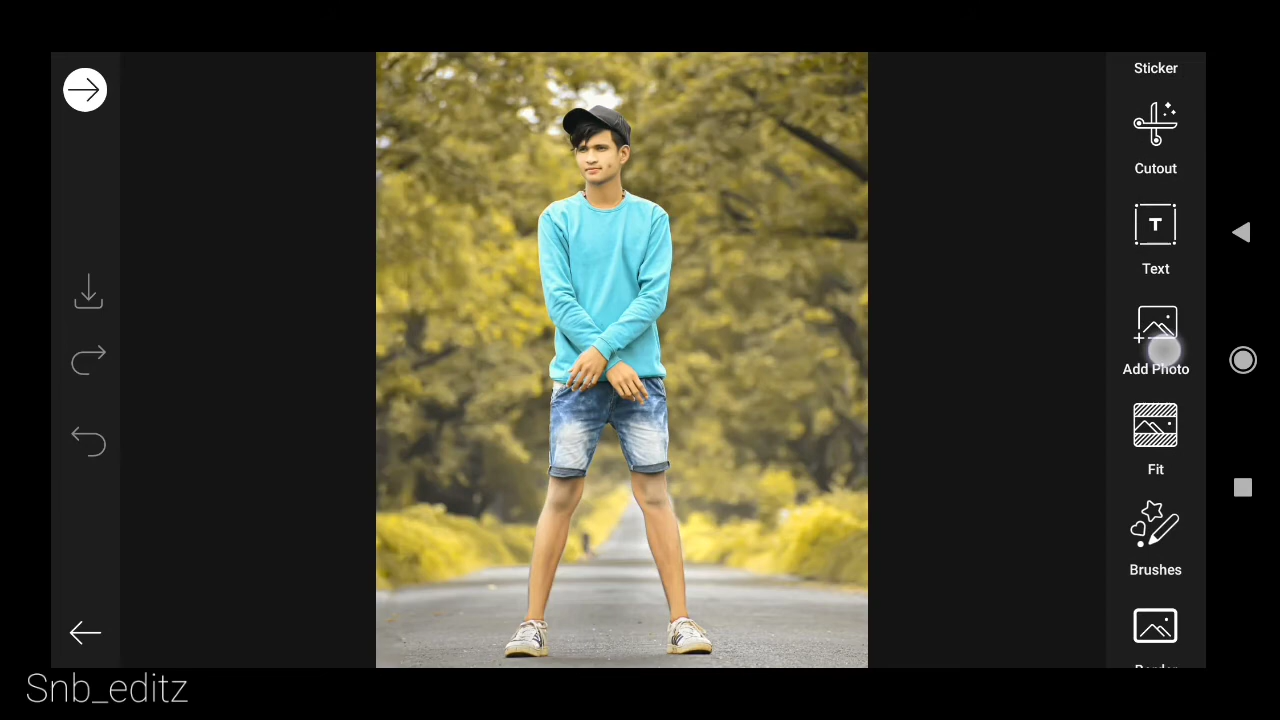 Sticker
Cutout
T
Text
Add Photo
Fit
Brushes
Snb_editz